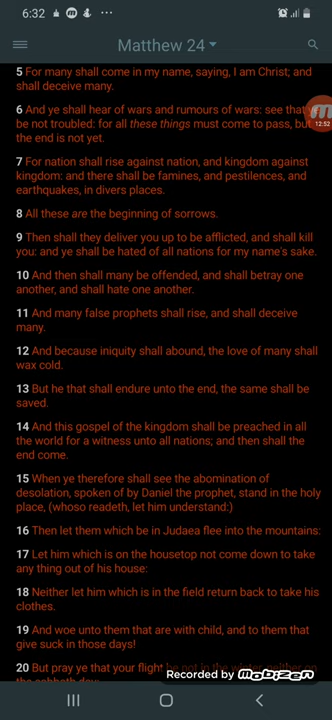 6:32
Matthew 24
5 For many shall come in my name, saying, I am Christ; and
shall deceive many.
6 And ye shall hear of wars and rumours of wars: see that
be not troubled: for all these things must come to pass, but
the end is not yet.
12:52
7 For nation shall rise against nation, and kingdom against
kingdom: and there shall be famines, and pestilences, and
earthquakes, in divers places.
8 All these are the beginning of sorrows.
9 Then shall they deliver you up to be afflicted, and shall kill
you: and ye shall be hated of all nations for my name's sake.
10 And then shall many be offended, and shall betray one
another, and shall hate one another.
11 And many false prophets shall rise, and shall deceive
many.
12 And because iniquity shall abound, the love of many shall
wax cold.
13 But he that shall endure unto the end, the same shall be
saved.
14 And this gospel of the kingdom shall be preached in all
the world for a witness unto all nations; and then shall the
end come.
15 When ye therefore shall see the abomination of
desolation, spoken of by Daniel the prophet, stand in the holy
place, (whoso readeth, let him understand:)
16 Then let them which be in Judaea flee into the mountains:
17 Let him which is on the housetop not come down to take
any thing out of his house:
18 Neither let him which is in the field return back to take his
clothes.
19 And woe unto them that are with child, and to them that
give suck in those days!
20 But pray ye that your flight be not in the winter, neither on
the sabbath day:
Recorded by mobizen